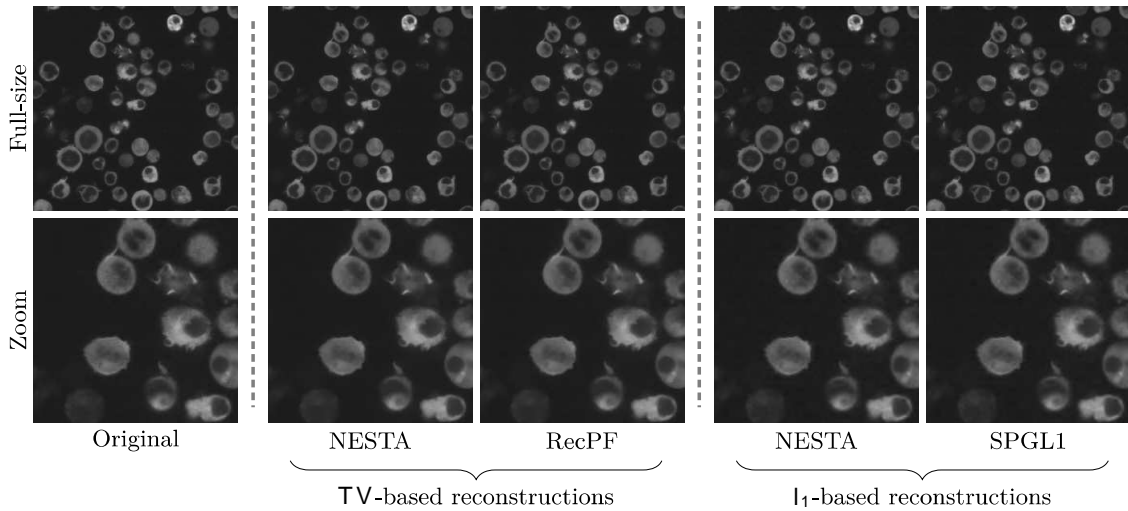 Full-size
Zoom
Original
NESTA
RecPF
NESTA
SPGL1
TV-based reconstructions
l₁-based reconstructions